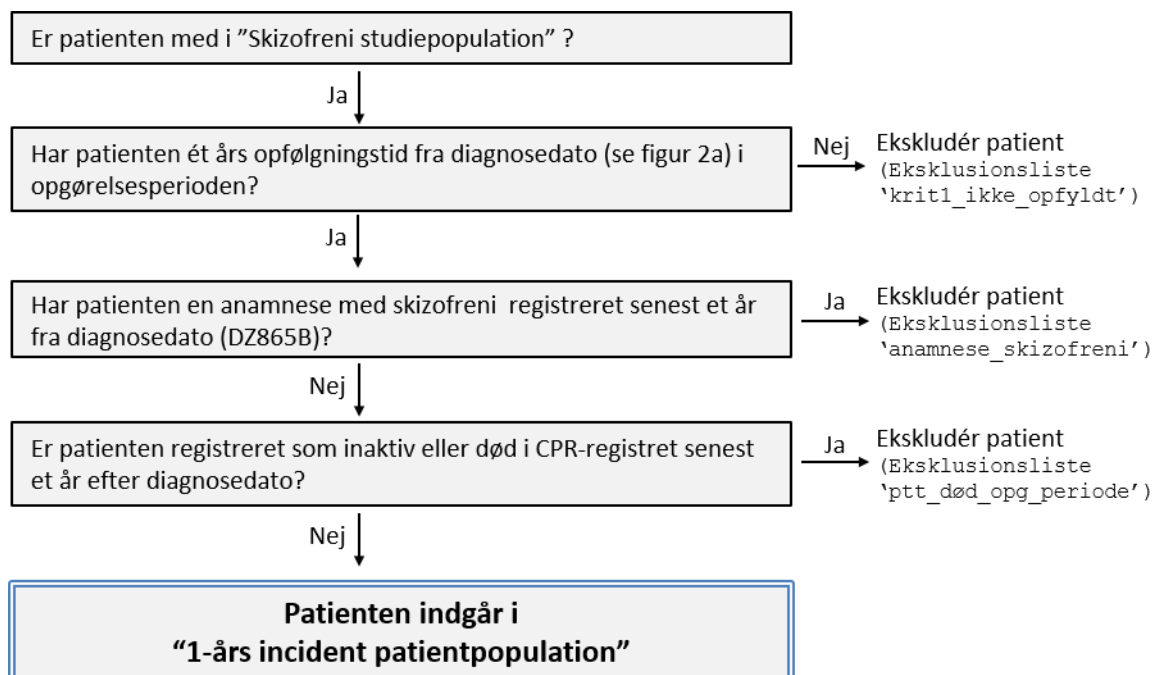 Er patienten med i ”Skizofreni studiepopulation” ?
Ja
Har patienten ét års opfølgningstid fra diagnosedato (se figur 2a) i
opgørelsesperioden?
Nej
Ekskludér patient
(Eksklusionsliste
‘krit1_ikke_opfyldt’)
Ja
Har patienten en anamnese med skizofreni registreret senest et år
fra diagnosedato (DZ865B)?
Ja
Ekskludér patient
(Eksklusionsliste
‘anamnese_skizofreni’)
Nej
Er patienten registreret som inaktiv eller død i CPR-registret senest
et år efter diagnosedato?
Ja
Ekskludér patient
(Eksklusionsliste
‘ptt_død_opg_periode’)
Nej
Patienten indgår i
“1-års incident patientpopulation”